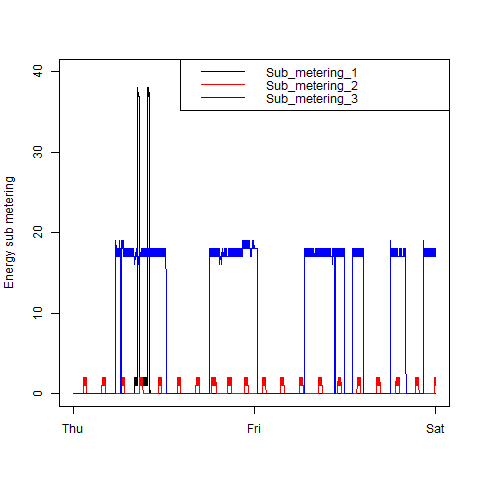 Sub_metering_1
Sub_metering_2
Sub_metering_3
Energy sub metering
40
30
20
10
0
Thu Fri Sat